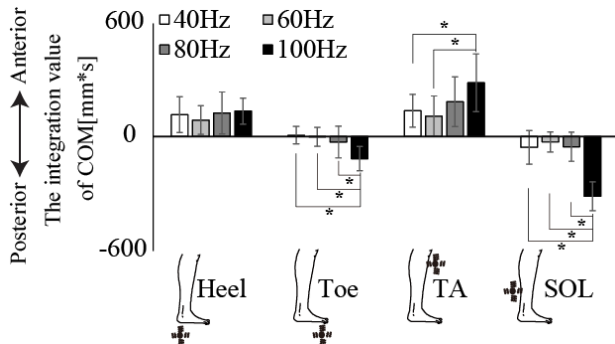 Posterior ↔ Anterior
The integration value
of COM[mm*s]
600
0
-600
40Hz
60Hz
80Hz
100Hz
*
*
*
*
*
*
*
*
Heel
Toe
TA
SOL